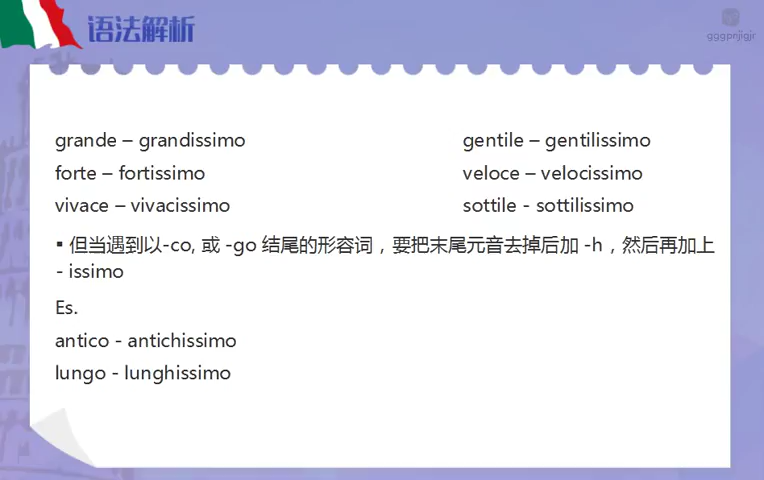 语法解析
gggpnjigjr
grande – grandissimo
gentile – gentilissimo
forte – fortissimo
veloce – velocissimo
vivace – vivacissimo
sottile - sottilissimo
▪ 但当遇到以-co, 或 -go 结尾的形容词，要把末尾元音去掉后加 -h，然后再加上
- issimo
Es.
antico - antichissimo
lungo - lunghissimo